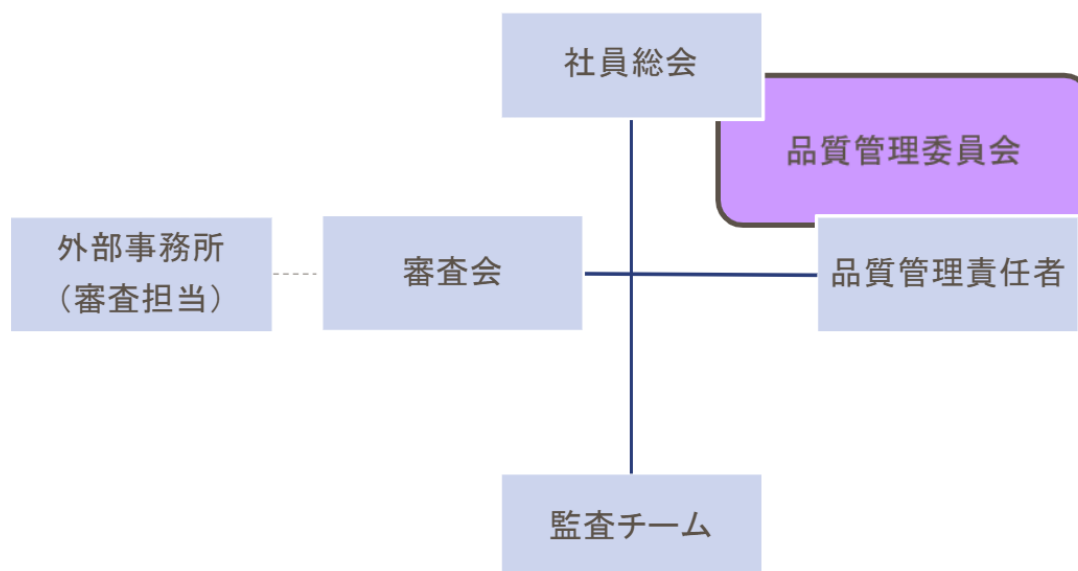 社員総会
品質管理委員会
外部事務所
（審査担当）
審査会
品質管理責任者
監査チーム